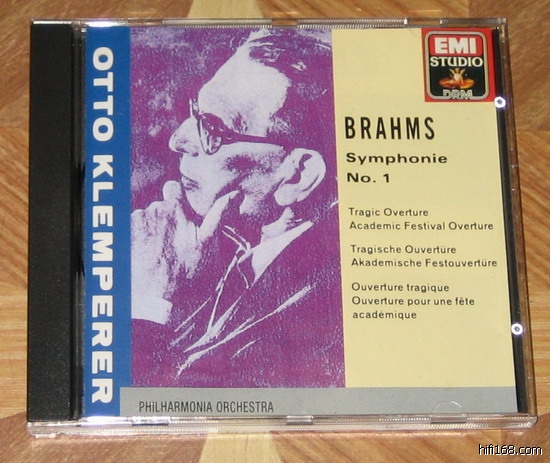 OTTO KLEMPERER
EMI
STUDIO
DRM
BRAHMS
Symphonie
No. 1
Tragic Overture
Academic Festival Overture
Tragische Ouvertüre
Akademische Festouvertüre
Ouverture tragique
Ouverture pour une fête
académique
PHILHARMONIA ORCHESTRA
hifi168.com